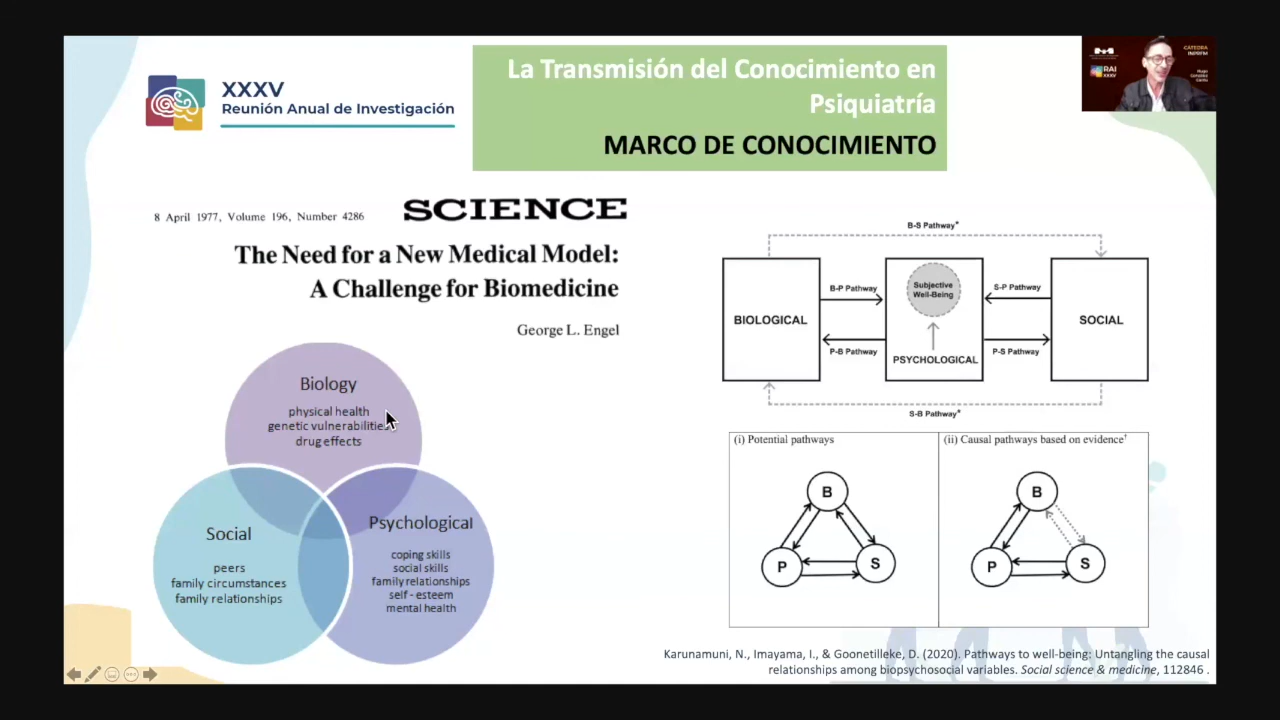 XXXV
Reunión Anual de Investigación
La Transmisión del Conocimiento en
Psiquiatría
MARCO DE CONOCIMIENTO
CÁTEDRA
RAI
XXXV
8 April 1977, Volume 196, Number 4286
SCIENCE
The Need for a New Medical Model:
A Challenge for Biomedicine
George L. Engel
Biology
physical health
genetic vulnerabilitie
drug effects
Social
peers
family circumstances
family relationships
Psychological
coping skills
social skills
family relationships
self - esteem
mental health
B-S Pathway*
BIOLOGICAL
B-P Pathway
P-B Pathway
Subjective
Well-Being
PSYCHOLOGICAL
S-P Pathway
P-S Pathway
SOCIAL
S-B Pathway*
(i) Potential pathways
B
P
S
(ii) Causal pathways based on evidence†
B
P
S
Karunamuni, N., Imayama, I., & Goonetilleke, D. (2020). Pathways to well-being: Untangling the causal
relationships among biopsychosocial variables. Social science & medicine, 112846 .